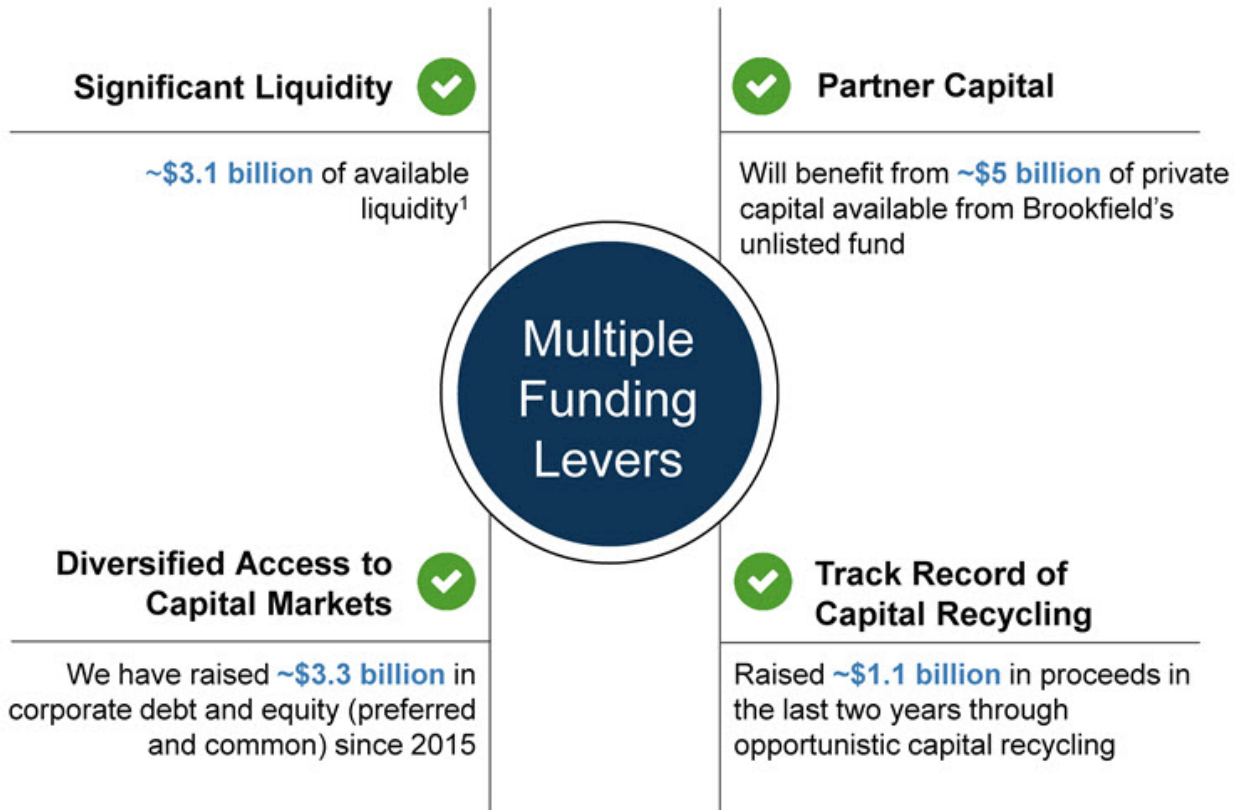 Significant Liquidity
~$3.1 billion of available
liquidity¹
Partner Capital
Will benefit from ~$5 billion of private
capital available from Brookfield's
unlisted fund
Multiple
Funding
Levers
Diversified Access to
Capital Markets
We have raised ~$3.3 billion in
corporate debt and equity (preferred
and common) since 2015
Track Record of
Capital Recycling
Raised ~$1.1 billion in proceeds in
the last two years through
opportunistic capital recycling